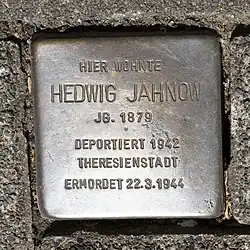 HIER WOHNTE
HEDWIG JAHNOW
JG. 1879
DEPORTIERT 1942
THERESIENSTADT
ERMORDET 22.3.1944